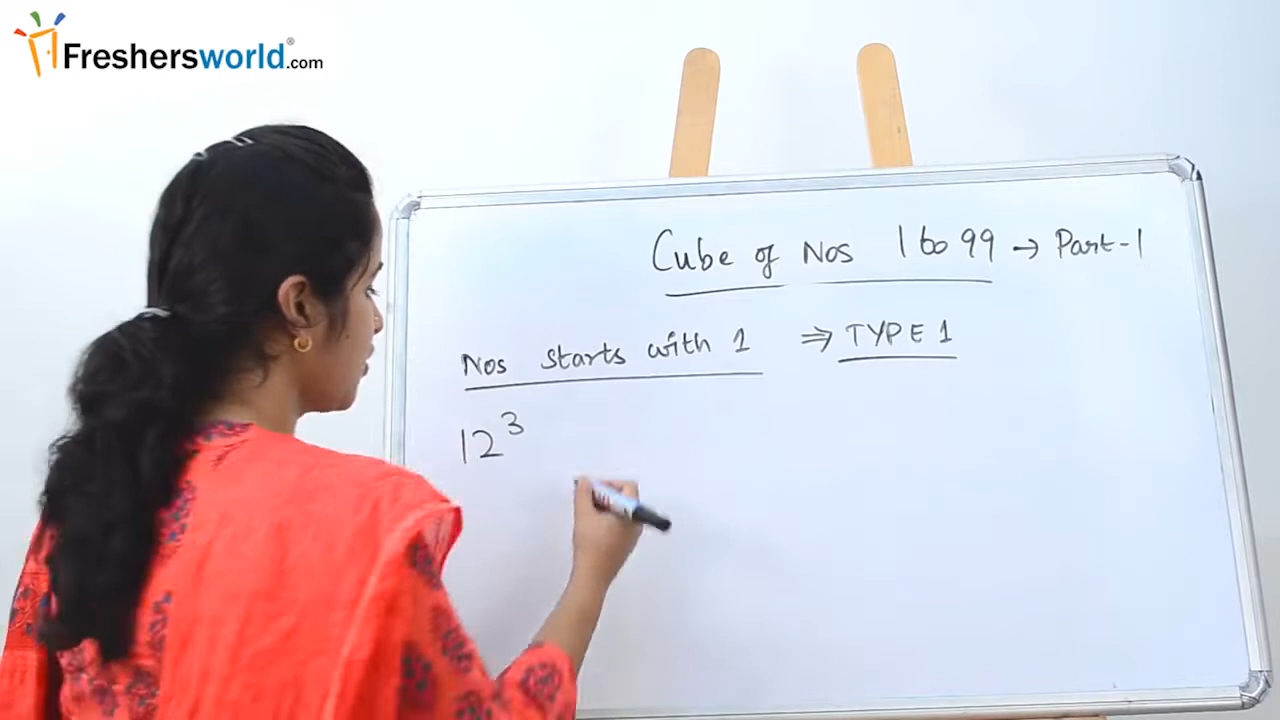 Freshersworld.com®
Cube of Nos 1 to 99 → Part-1
Nos starts with 1 ⇒ TYPE 1
12³